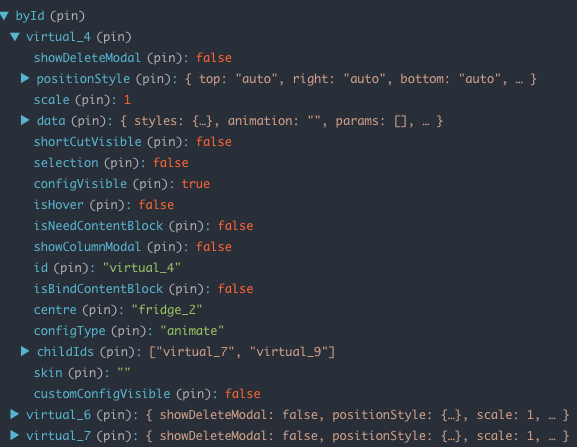 ▼ byId (pin)
▼ virtual_4 (pin)
showDeleteModal (pin): false
▶ positionStyle (pin): { top: "auto", right: "auto", bottom: "auto", … }
scale (pin): 1
▶ data (pin): { styles: {…}, animation: "", params: [], … }
shortCutVisible (pin): false
selection (pin): false
configVisible (pin): true
isHover (pin): false
isNeedContentBlock (pin): false
showColumnModal (pin): false
id (pin): "virtual_4"
isBindContentBlock (pin): false
centre (pin): "fridge_2"
configType (pin): "animate"
▶ childIds (pin): ["virtual_7", "virtual_9"]
skin (pin): ""
customConfigVisible (pin): false
▶ virtual_6 (pin): { showDeleteModal: false, positionStyle: {…}, scale: 1, … }
▶ virtual_7 (pin): { showDeleteModal: false, positionStyle: {…}, scale: 1, … }